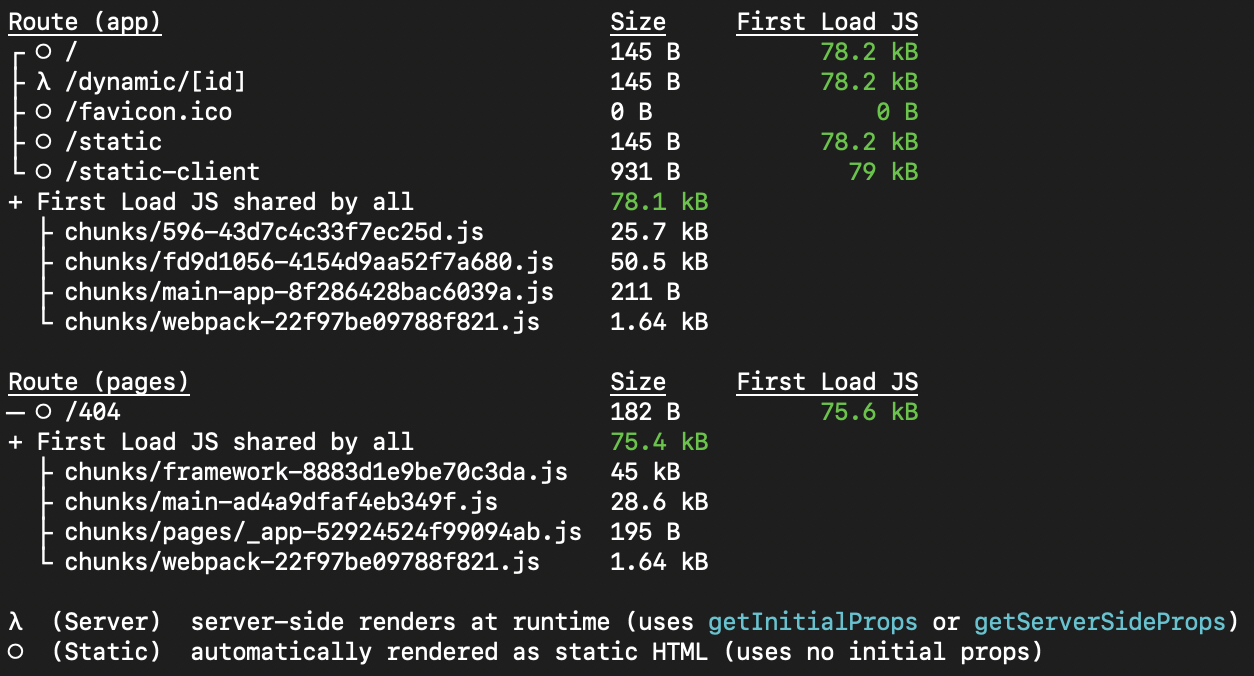 Route (app)                                Size     First Load JS
┌ ○ /                                      145 B          78.2 kB
├ λ /dynamic/[id]                          145 B          78.2 kB
├ ○ /favicon.ico                           0 B                0 B
├ ○ /static                                145 B          78.2 kB
└ ○ /static-client                         931 B            79 kB
+ First Load JS shared by all              78.1 kB
  ├ chunks/596-43d7c4c33f7ec25d.js         25.7 kB
  ├ chunks/fd9d1056-4154d9aa52f7a680.js    50.5 kB
  ├ chunks/main-app-8f286428bac6039a.js    211 B
  └ chunks/webpack-22f97be09788f821.js     1.64 kB

Route (pages)                              Size     First Load JS
─ ○ /404                                   182 B          75.6 kB
+ First Load JS shared by all              75.4 kB
  ├ chunks/framework-8883d1e9be70c3da.js   45 kB
  ├ chunks/main-ad4a9dfaf4eb349f.js        28.6 kB
  ├ chunks/pages/_app-52924524f99094ab.js  195 B
  └ chunks/webpack-22f97be09788f821.js     1.64 kB

λ  (Server)  server-side renders at runtime (uses getInitialProps or getServerSideProps)
○  (Static)  automatically rendered as static HTML (uses no initial props)